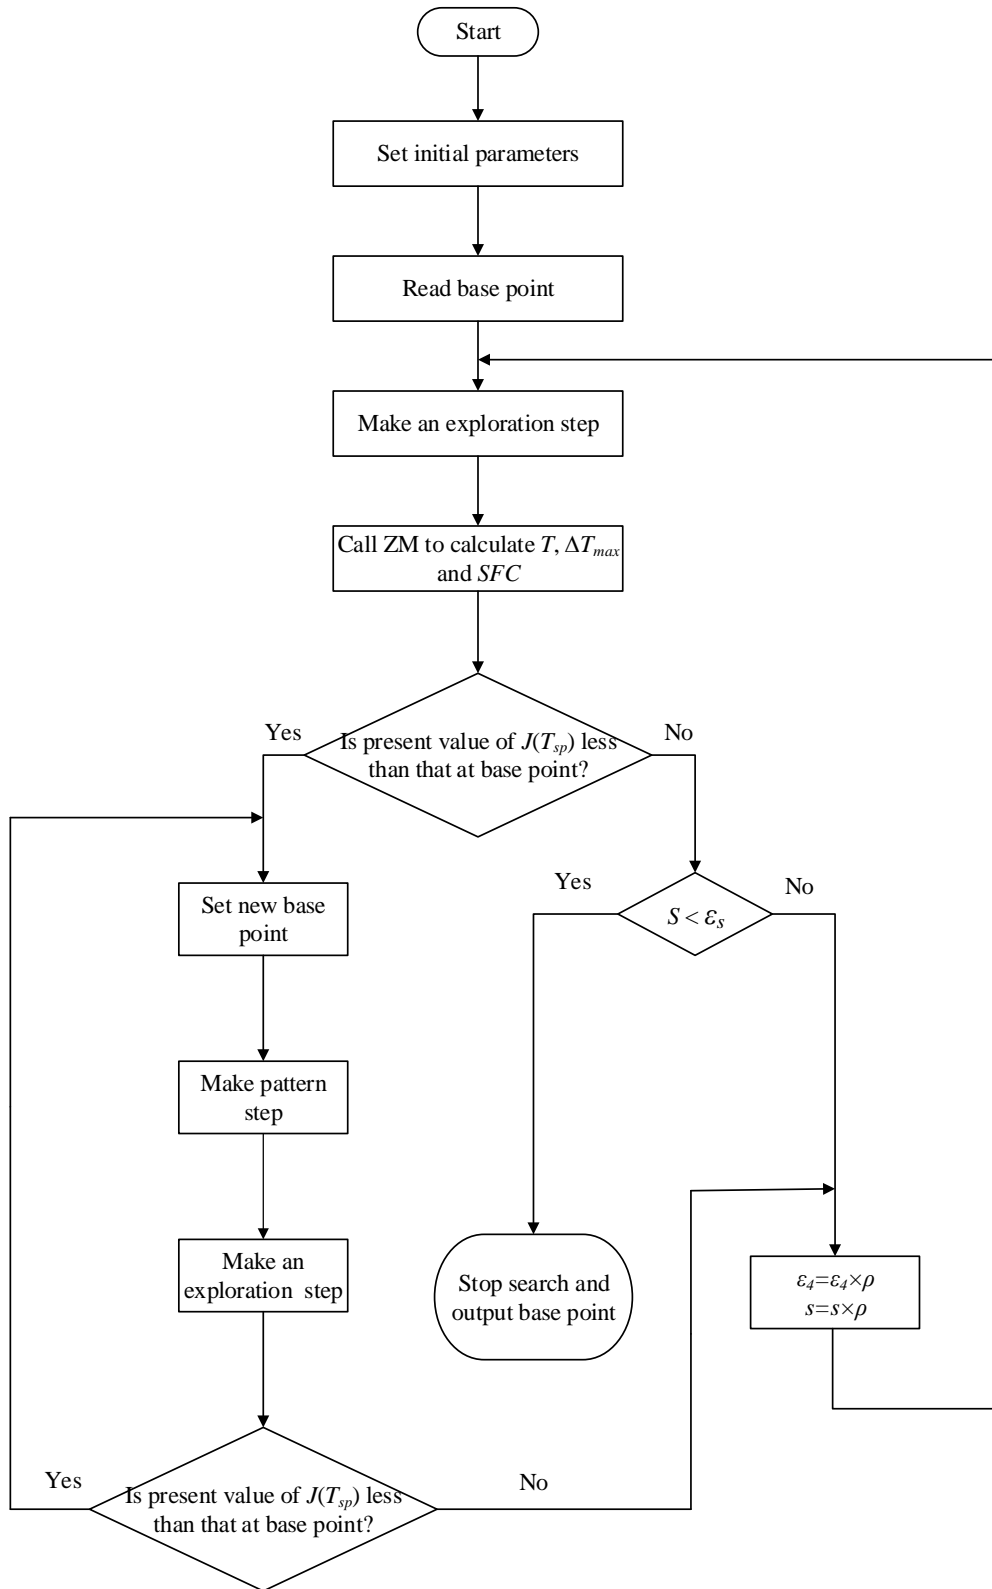 Start
Set initial parameters
Read base point
Make an exploration step
Call ZM to calculate T, ΔTmax
and SFC
Yes
No
Is present value of J(Tsp) less
than that at base point?
Yes
No
Set new base
point
S < εs
Make pattern
step
Make an
exploration step
Stop search and
output base point
ε4=ε4×ρ
s=s×ρ
Yes
No
Is present value of J(Tsp) less
than that at base point?